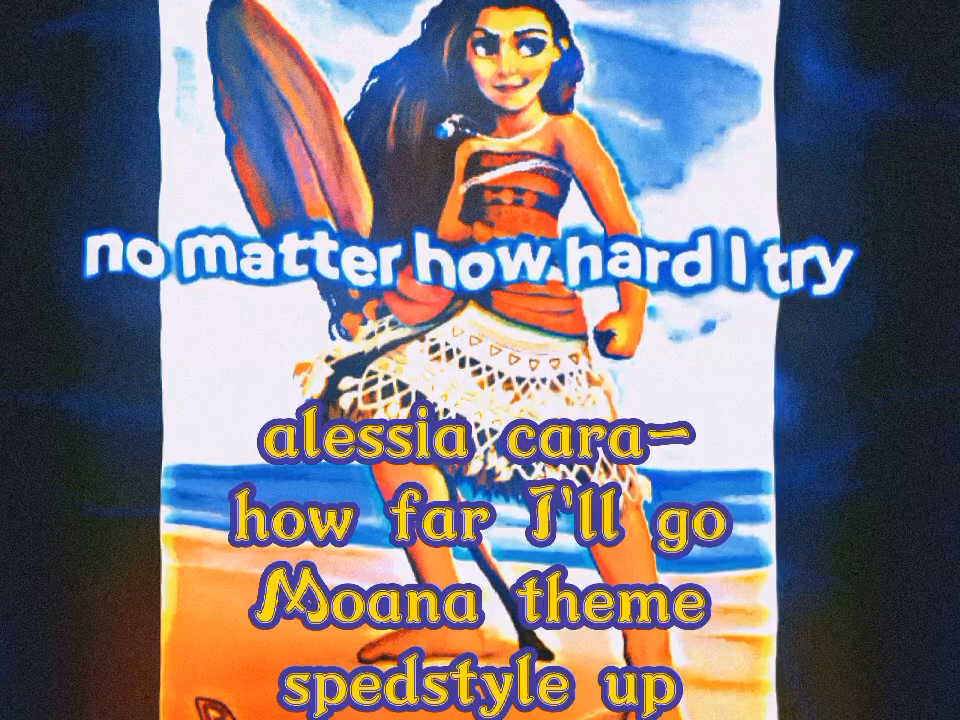 no matter how hard I try
alessia cara-
how far I'll go
Moana theme
spedstyle up